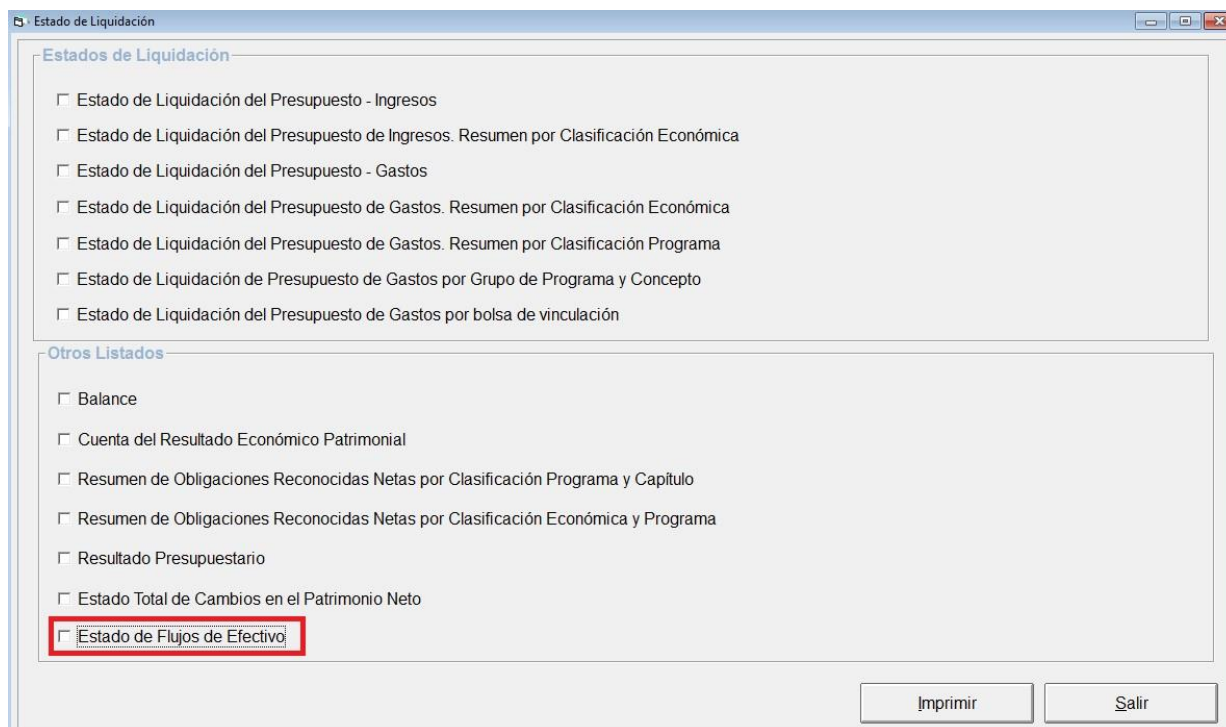 Estado de Liquidación
Estados de Liquidación
Estado de Liquidación del Presupuesto - Ingresos
Estado de Liquidación del Presupuesto de Ingresos. Resumen por Clasificación Económica
Estado de Liquidación del Presupuesto - Gastos
Estado de Liquidación del Presupuesto de Gastos. Resumen por Clasificación Económica
Estado de Liquidación del Presupuesto de Gastos. Resumen por Clasificación Programa
Estado de Liquidación de Presupuesto de Gastos por Grupo de Programa y Concepto
Estado de Liquidación del Presupuesto de Gastos por bolsa de vinculación
Otros Listados
Balance
Cuenta del Resultado Económico Patrimonial
Resumen de Obligaciones Reconocidas Netas por Clasificación Programa y Capítulo
Resumen de Obligaciones Reconocidas Netas por Clasificación Económica y Programa
Resultado Presupuestario
Estado Total de Cambios en el Patrimonio Neto
Estado de Flujos de Efectivo
Imprimir Salir